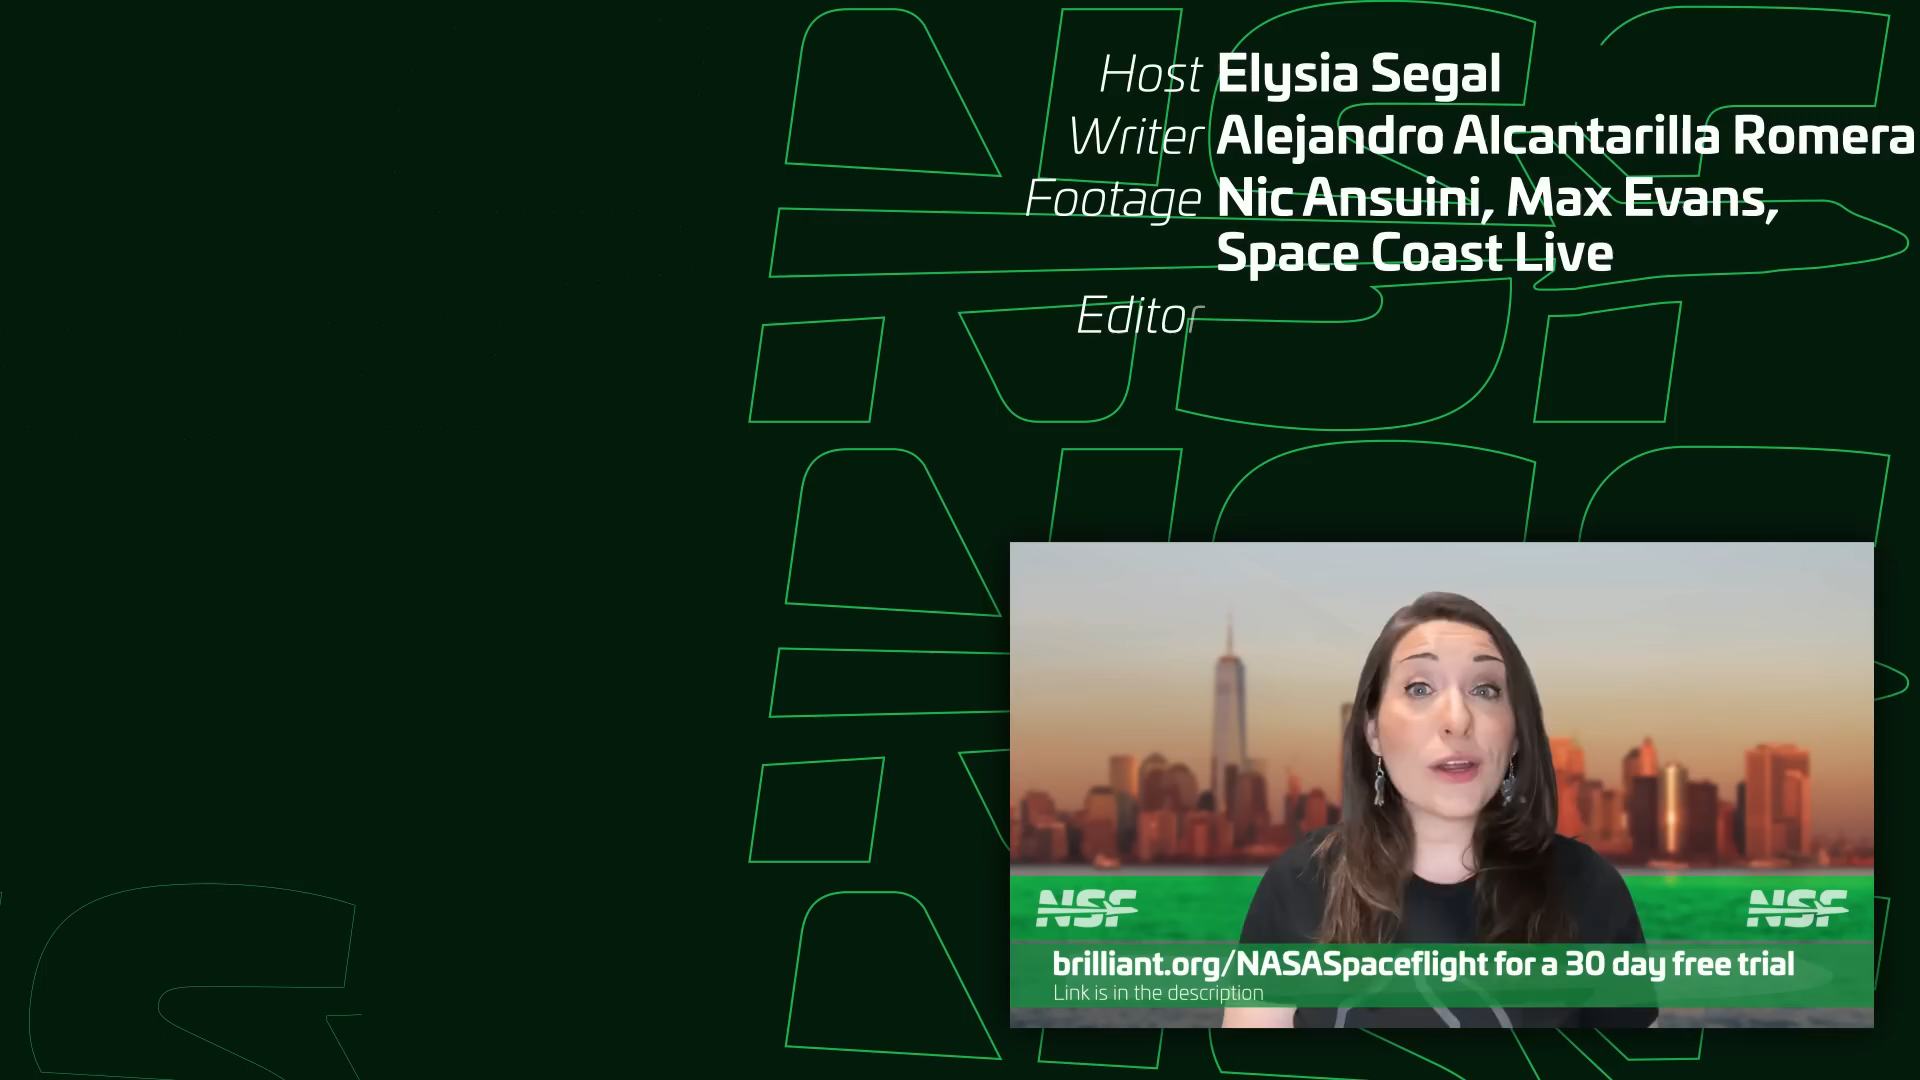 Host Elysia Segal
Writer Alejandro Alcantarilla Romera
Footage Nic Ansuini, Max Evans,
Space Coast Live
Editor
NSF NSF
brilliant.org/NASASpaceflight for a 30 day free trial
Link is in the description